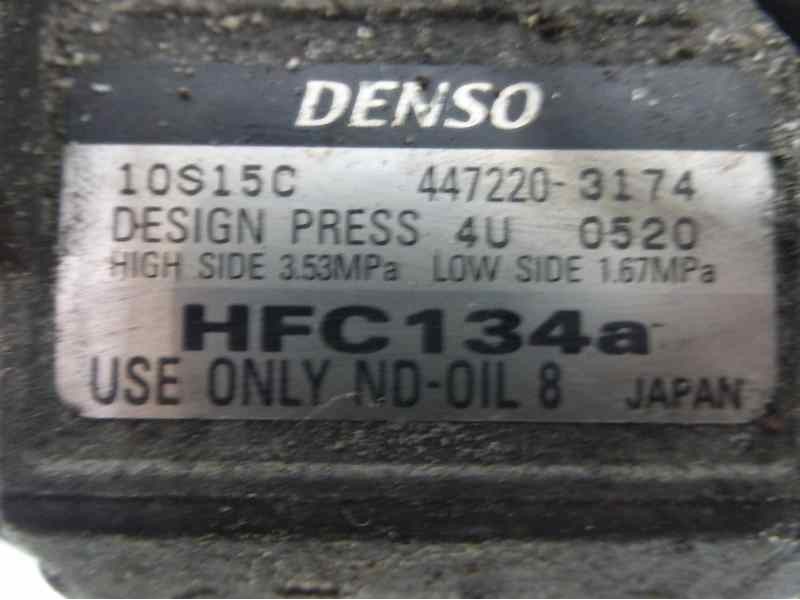 DENSO
10S15C 447220-3174
DESIGN PRESS 4U 0520
HIGH SIDE 3.53MPa LOW SIDE 1.67MPa
HFC134a
USE ONLY ND-OIL 8 JAPAN